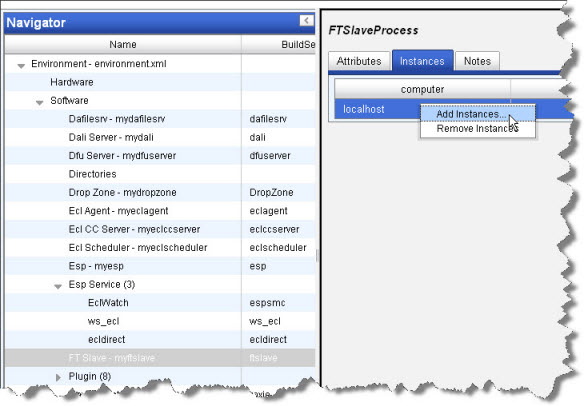 Navigator
Name BuildSe
Environment - environment.xml
Hardware
Software
Dafilesrv - mydafilesrv dafilesrv
Dali Server - mydali dali
Dfu Server - mydfuserver dfuserver
Directories
Drop Zone - mydropzone DropZone
Ecl Agent - myeclagent eclagent
Ecl CC Server - myeclccserver eclccserver
Ecl Scheduler - myeclscheduler eclscheduler
Esp - myesp esp
Esp Service (3)
EclWatch espsmc
ws_ecl ws_ecl
ecldirect ecldirect
FT Slave - myftslave ftslave
Plugin (8)
FTSlaveProcess
Attributes Instances Notes
computer
localhost
Add Instances...
Remove Instances